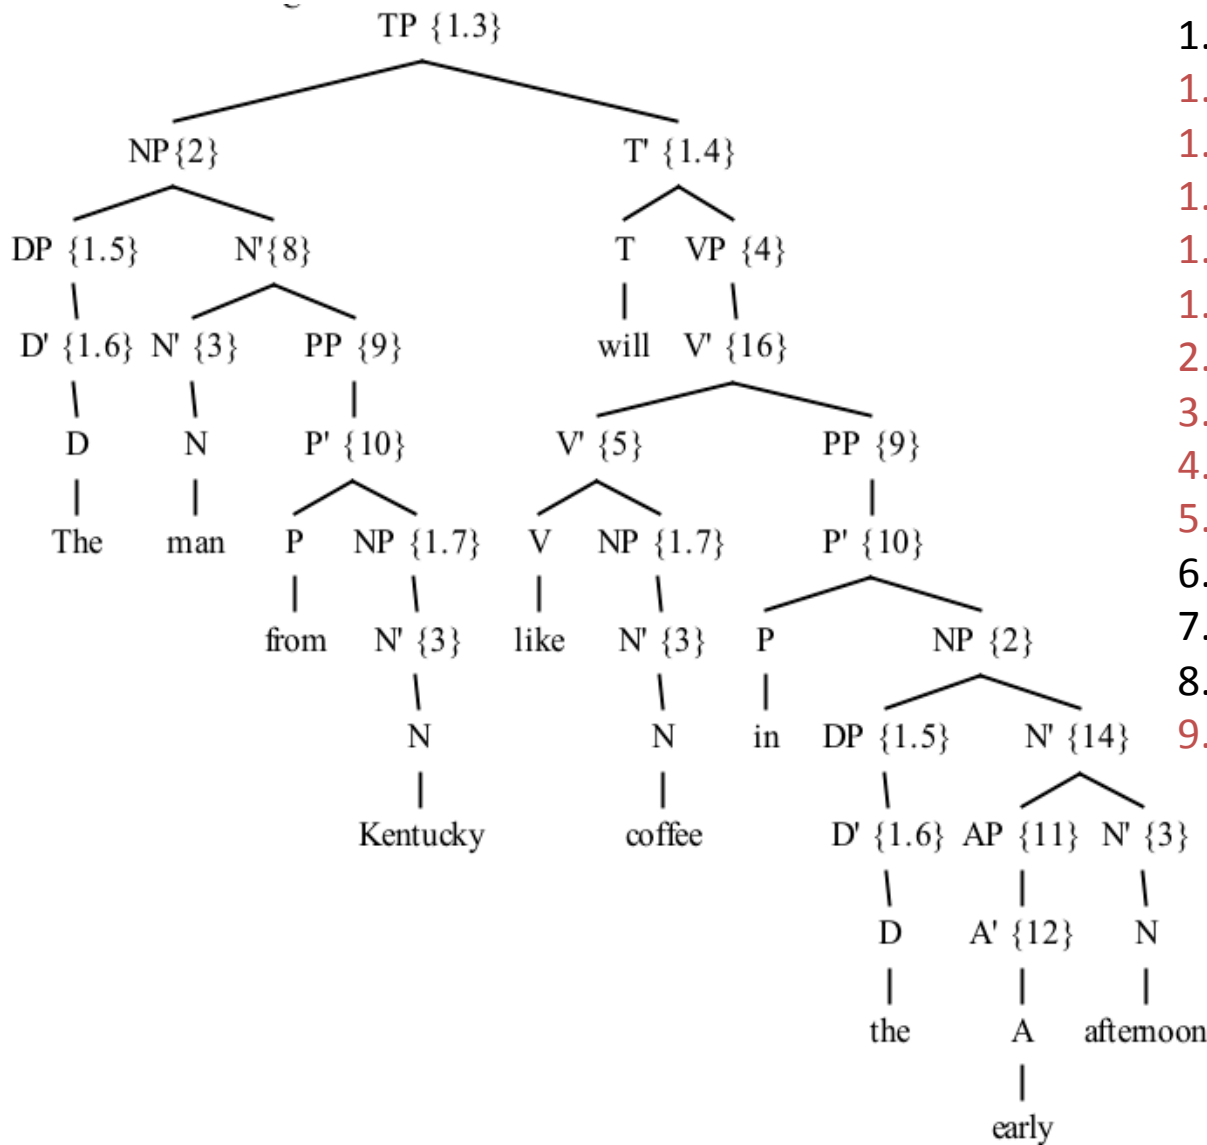 TP {1.3}
NP{2} T' {1.4}
DP {1.5} N'{8} T VP {4}
D' {1.6} N' {3} PP {9} will V' {16}
D N P' {10} V' {5} PP {9}
The man P NP {1.7} V NP {1.7} P' {10}
from N' {3} like N' {3} P NP {2}
N N in DP {1.5} N' {14}
Kentucky coffee D' {1.6} AP {11} N' {3}
D A' {12} N
the A afternoon
early
1.
1.
1.
1.
1.
1.
2.
3.
4.
5.
6.
7.
8.
9.